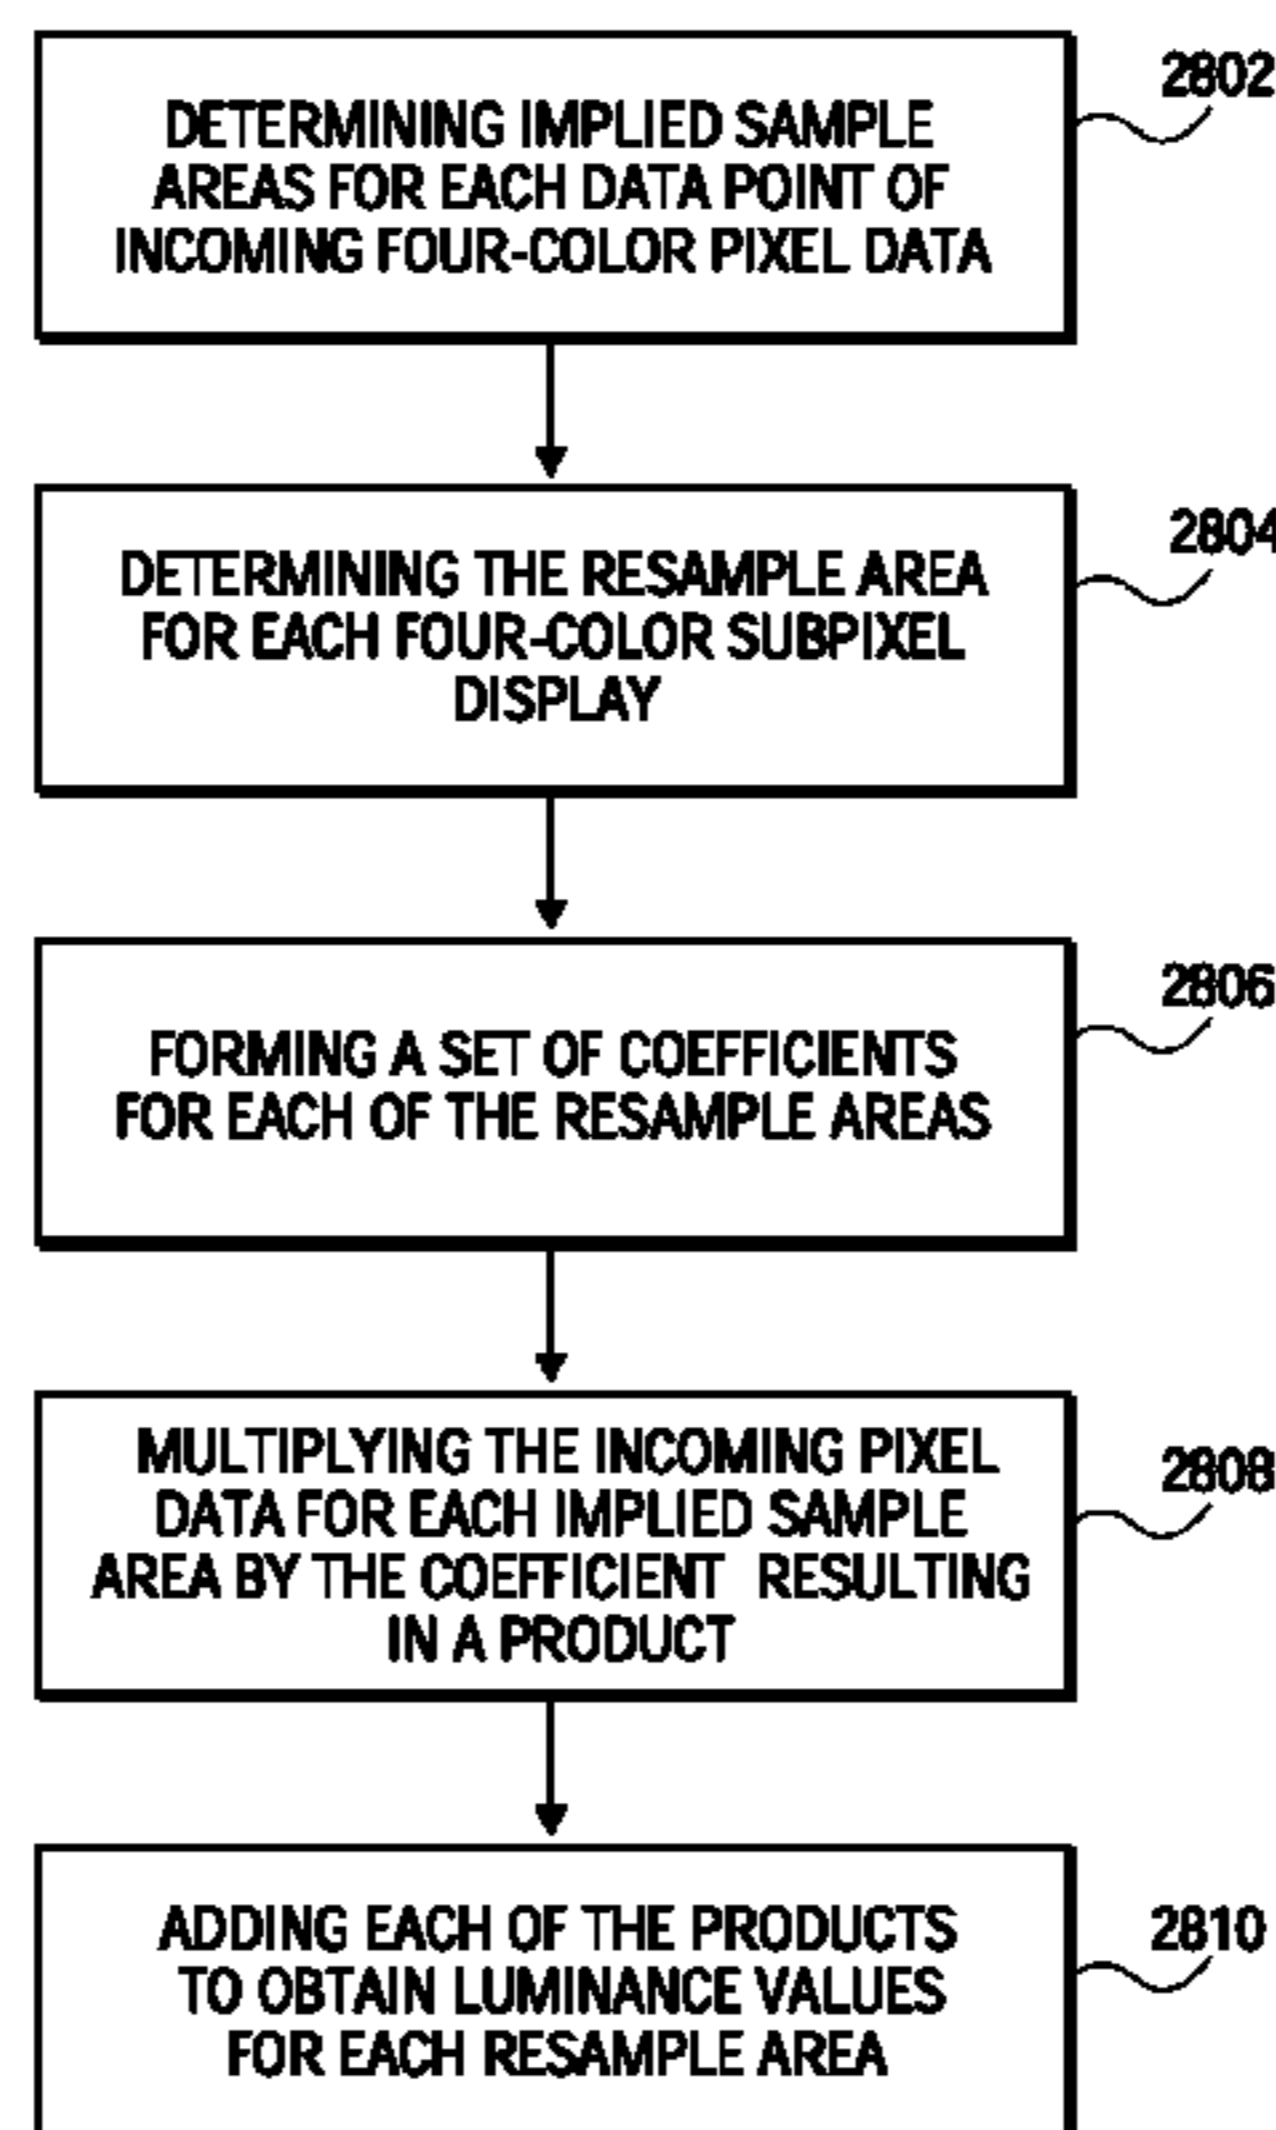 DETERMINING IMPLIED SAMPLE
AREAS FOR EACH DATA POINT OF
INCOMING FOUR-COLOR PIXEL DATA
2802
DETERMINING THE RESAMPLE AREA
FOR EACH FOUR-COLOR SUBPIXEL
DISPLAY
2804
FORMING A SET OF COEFFICIENTS
FOR EACH OF THE RESAMPLE AREAS
2806
MULTIPLYING THE INCOMING PIXEL
DATA FOR EACH IMPLIED SAMPLE
AREA BY THE COEFFICIENT RESULTING
IN A PRODUCT
2808
ADDING EACH OF THE PRODUCTS
TO OBTAIN LUMINANCE VALUES
FOR EACH RESAMPLE AREA
2810